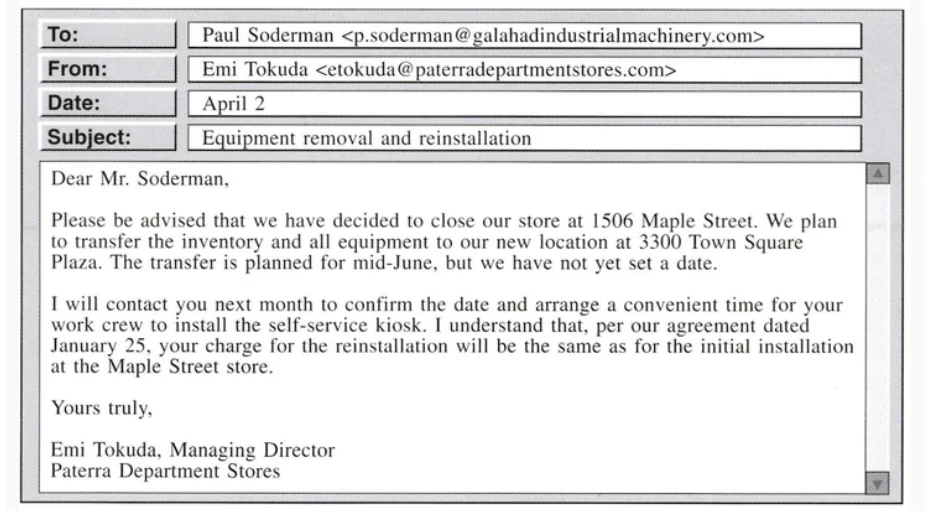 To: Paul Soderman <p.soderman@galahadindustrialmachinery.com>
From: Emi Tokuda <etokuda@paterradepartmentstores.com>
Date: April 2
Subject: Equipment removal and reinstallation
Dear Mr. Soderman,
Please be advised that we have decided to close our store at 1506 Maple Street. We plan
to transfer the inventory and all equipment to our new location at 3300 Town Square
Plaza. The transfer is planned for mid-June, but we have not yet set a date.
I will contact you next month to confirm the date and arrange a convenient time for your
work crew to install the self-service kiosk. I understand that, per our agreement dated
January 25, your charge for the reinstallation will be the same as for the initial installation
at the Maple Street store.
Yours truly,
Emi Tokuda, Managing Director
Paterra Department Stores